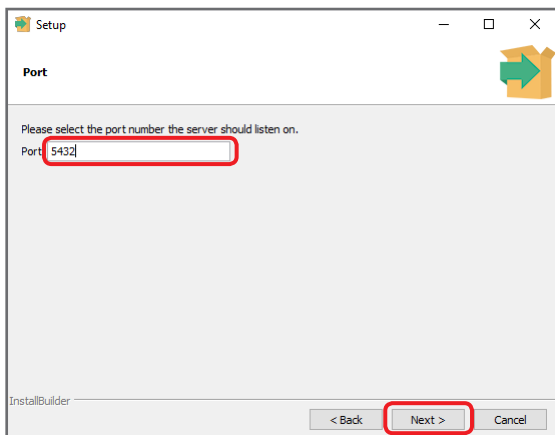 Setup
Port
Please select the port number the server should listen on.
Port 5432
InstallBuilder
< Back Next > Cancel